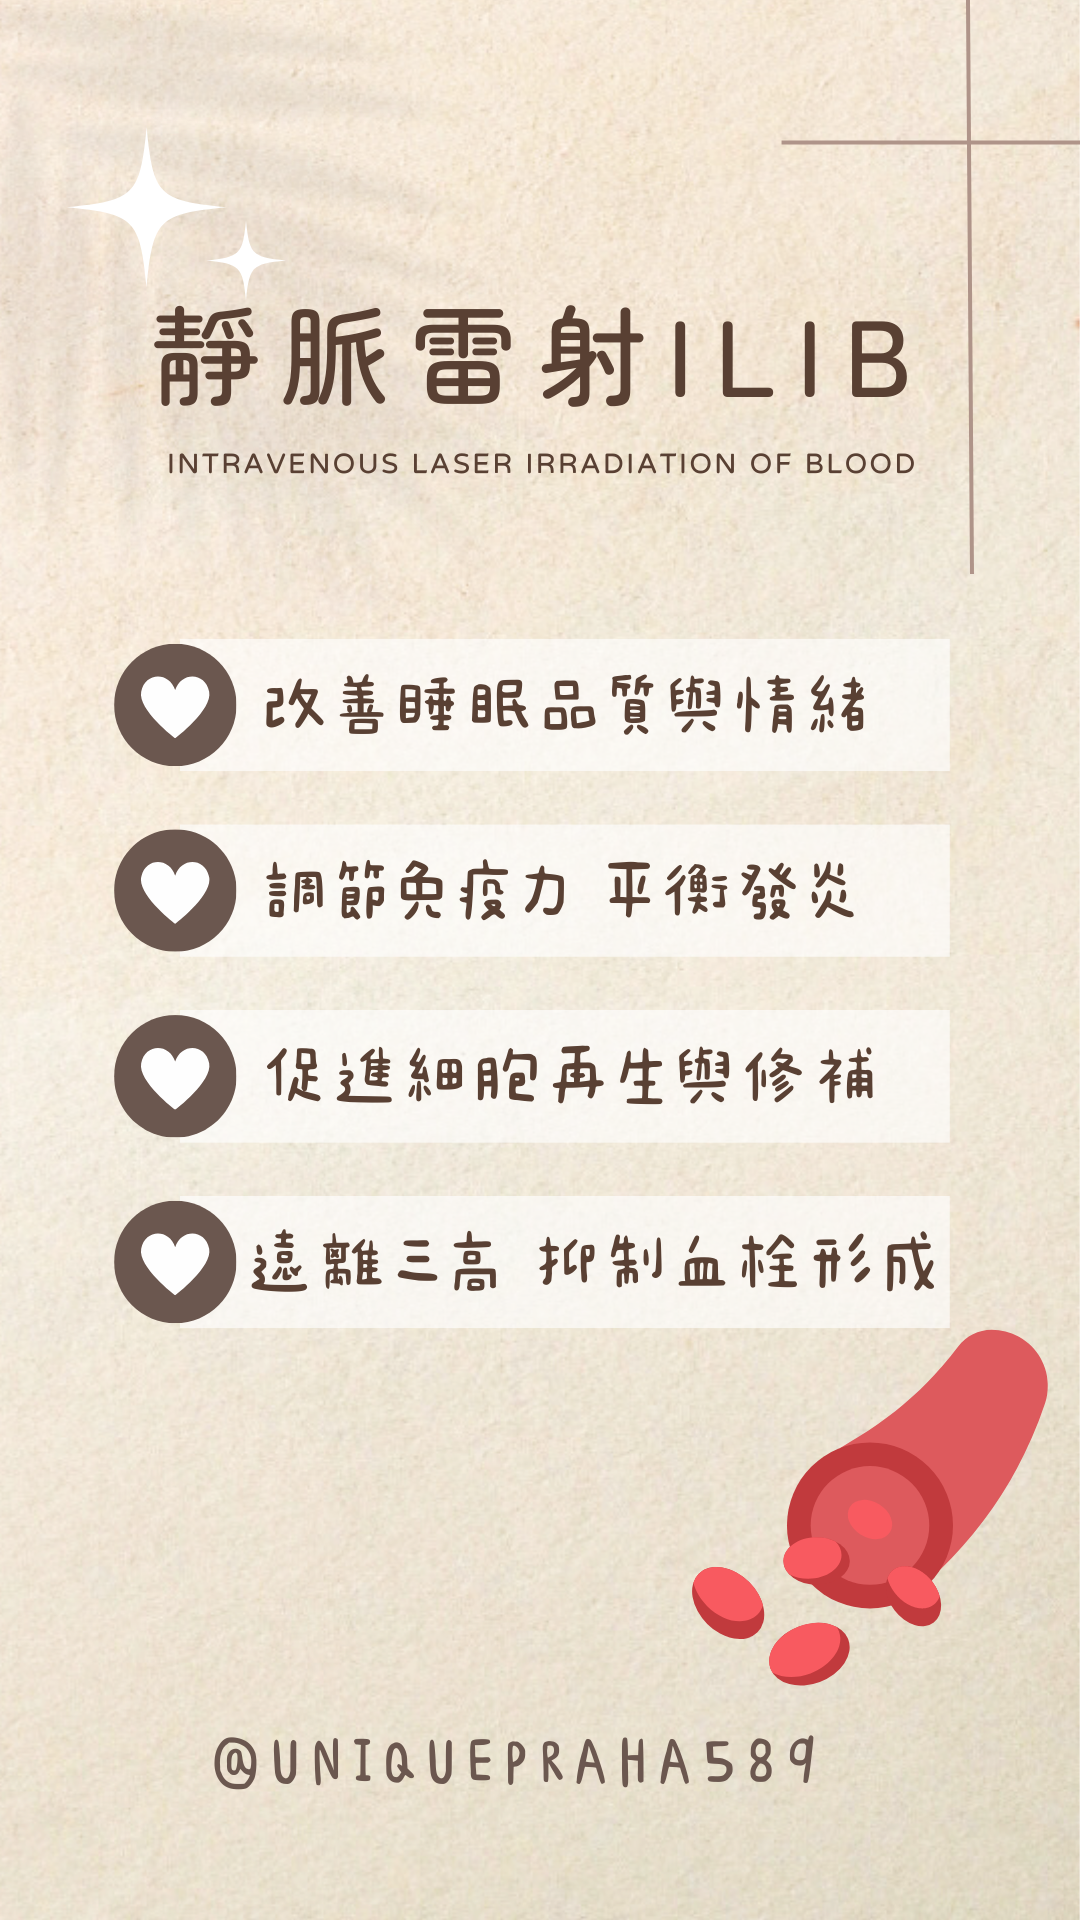 靜脈雷射ILIB
INTRAVENOUS LASER IRRADIATION OF BLOOD
改善睡眠品質與情緒
調節免疫力 平衡發炎
促進細胞再生與修補
遠離三高 抑制血栓形成
@UNIQUEPRAHA589